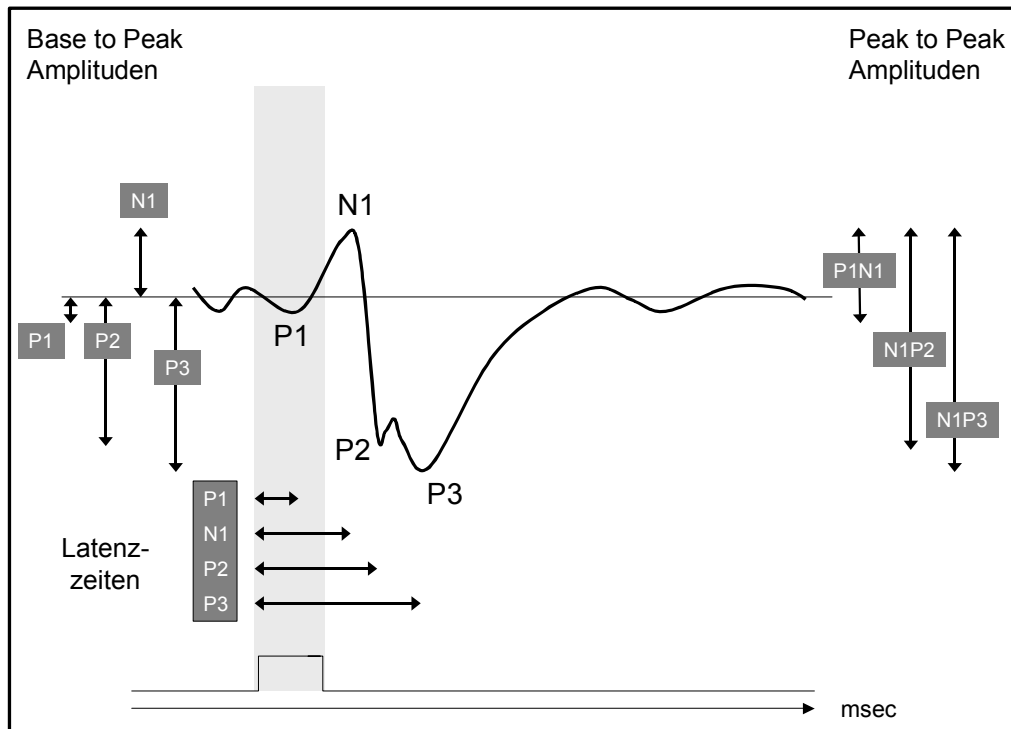 Base to Peak
Amplituden
Peak to Peak
Amplituden
N1
N1
P1N1
P1
P2
P1
N1P2
P3
N1P3
P2
P3
P1
N1
P2
P3
Latenz-
zeiten
msec